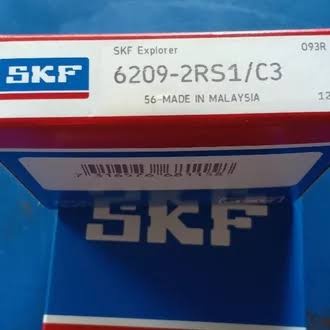 SKF Explorer
093R
SKF
6209-2RS1/C3
56 MADE IN MALAYSIA
12
SKF